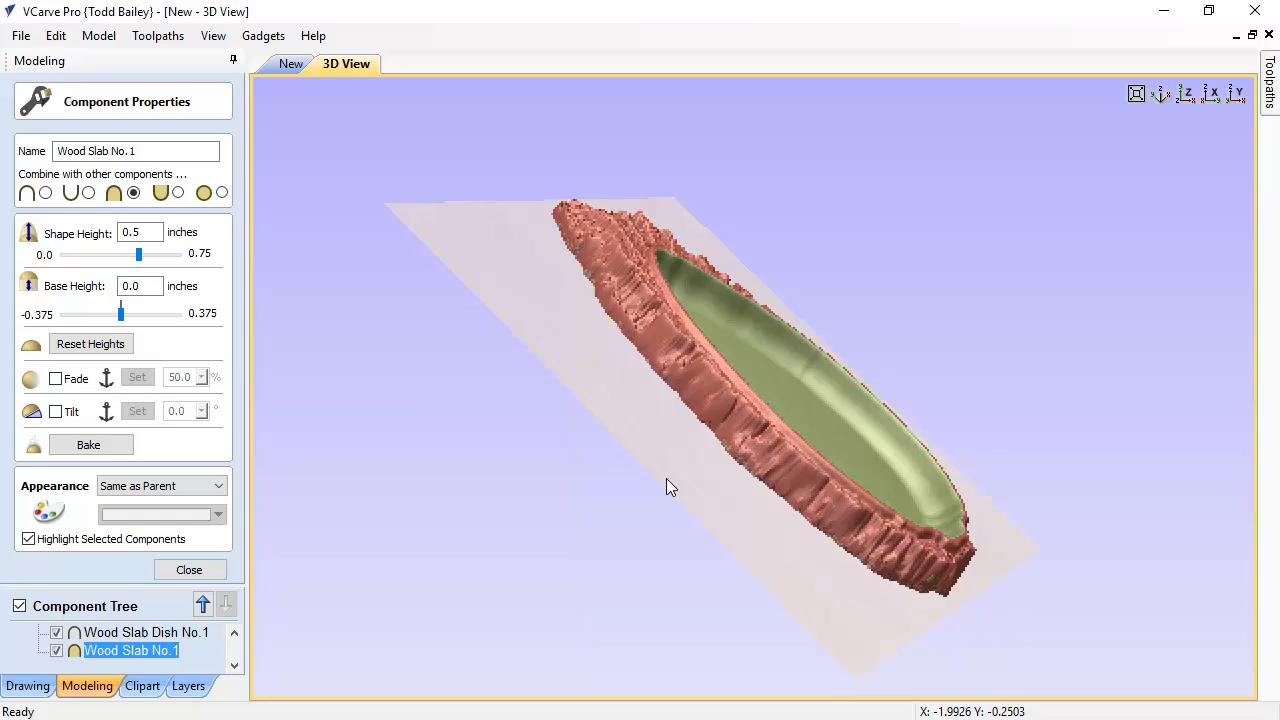 VCarve Pro {Todd Bailey} - [New - 3D View]
File Edit Model Toolpaths View Gadgets Help
Modeling
New 3D View
Toolpaths
Component Properties
Name Wood Slab No.1
Combine with other components ...
Shape Height: 0.5 inches
0.0 0.75
Base Height: 0.0 inches
-0.375 0.375
Reset Heights
Fade Set 50.0 %
Tilt Set 0.0 °
Bake
Appearance Same as Parent
Highlight Selected Components
Close
Component Tree
Wood Slab Dish No.1
Wood Slab No.1
Drawing Modeling Clipart Layers
Ready X: -1.9926 Y: -0.2503